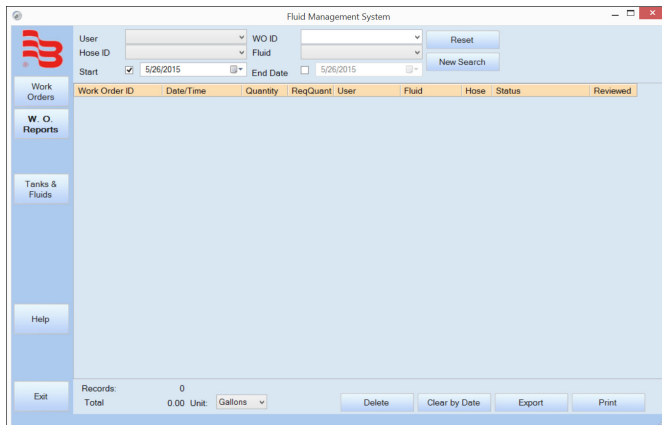 Fluid Management System
User WO ID Reset
Hose ID Fluid New Search
Start 5/26/2015 End Date 5/26/2015
Work Orders
W. O. Reports
Tanks & Fluids
Help
Exit
Work Order ID Date/Time Quantity ReqQuant User Fluid Hose Status Reviewed
Records: 0
Total 0.00 Unit: Gallons Delete Clear by Date Export Print